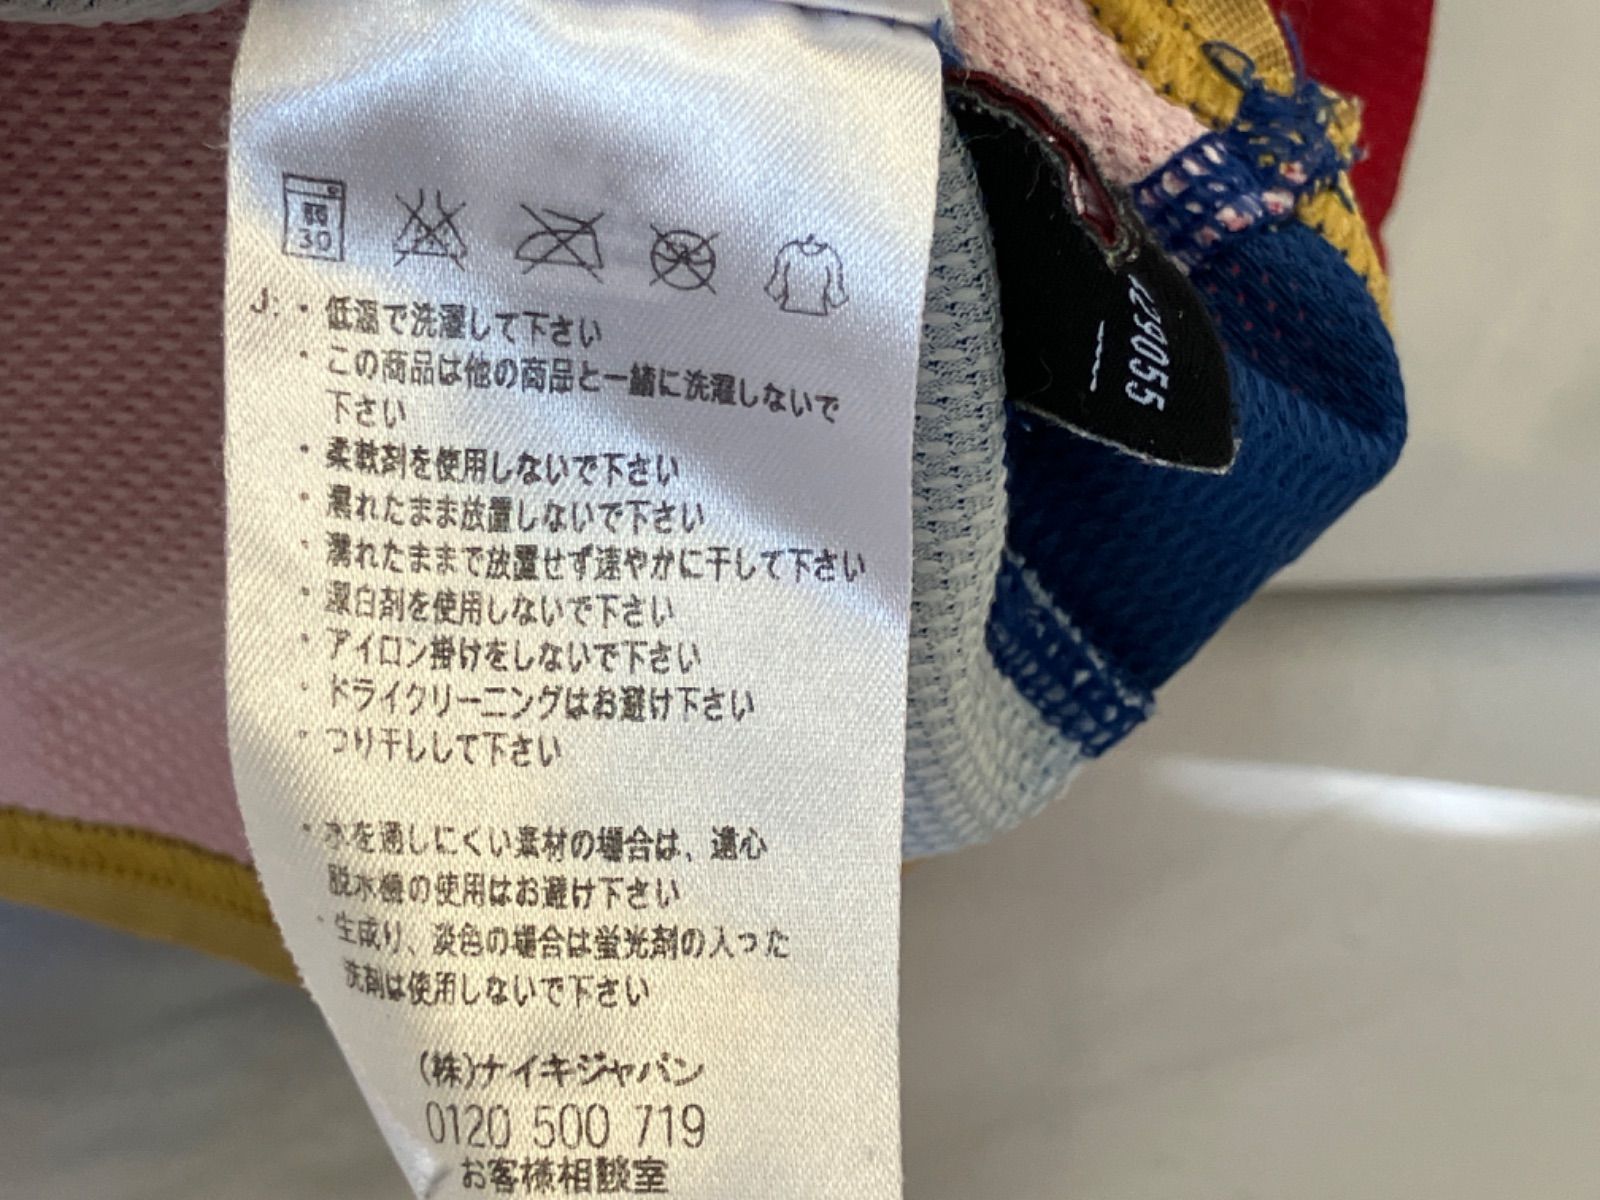 弱
30
J: ・低温で洗濯して下さい
・この商品は他の商品と一緒に洗濯しないで
下さい
・柔軟剤を使用しないで下さい
・濡れたまま放置しないで下さい
・濡れたままで放置せず速やかに干して下さい
・漂白剤を使用しないで下さい
・アイロン掛けをしないで下さい
・ドライクリーニングはお避け下さい
・つり干しして下さい
・水を通しにくい素材の場合は、遠心
脱水機の使用はお避け下さい
・生成り、淡色の場合は蛍光剤の入った
洗剤は使用しないで下さい
(株)ナイキジャパン
0120 500 719
お客様相談室